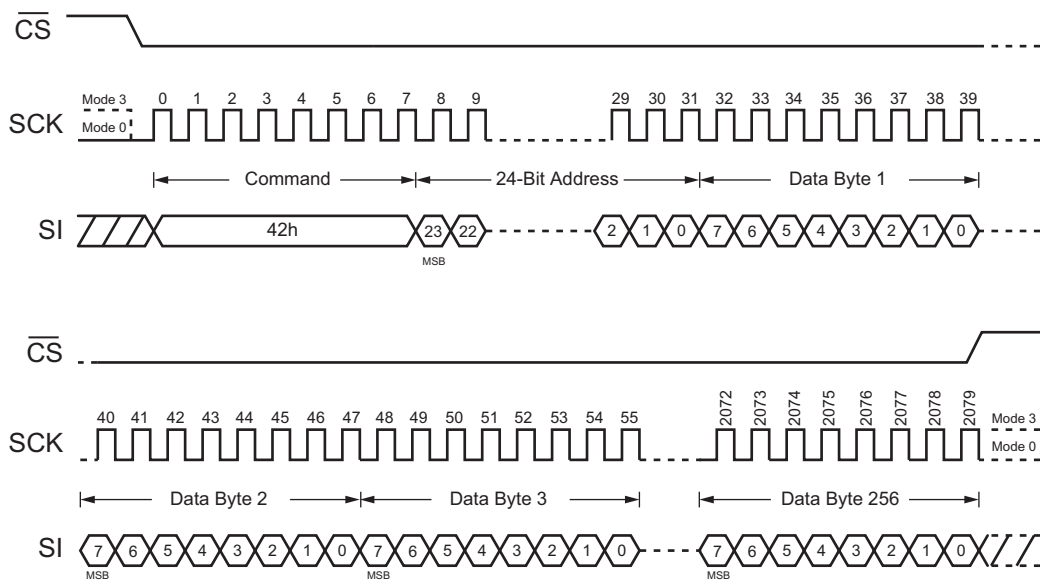 CS
Mode 3
Mode 0
SCK
0 1 2 3 4 5 6 7 8 9 29 30 31 32 33 34 35 36 37 38 39
Command 24-Bit Address Data Byte 1
SI
42h 23 22 2 1 0 7 6 5 4 3 2 1 0
MSB
CS
SCK
40 41 42 43 44 45 46 47 48 49 50 51 52 53 54 55 2072 2073 2074 2075 2076 2077 2078 2079
Mode 3
Mode 0
Data Byte 2 Data Byte 3 Data Byte 256
SI
7 6 5 4 3 2 1 0 7 6 5 4 3 2 1 0 7 6 5 4 3 2 1 0
MSB MSB MSB